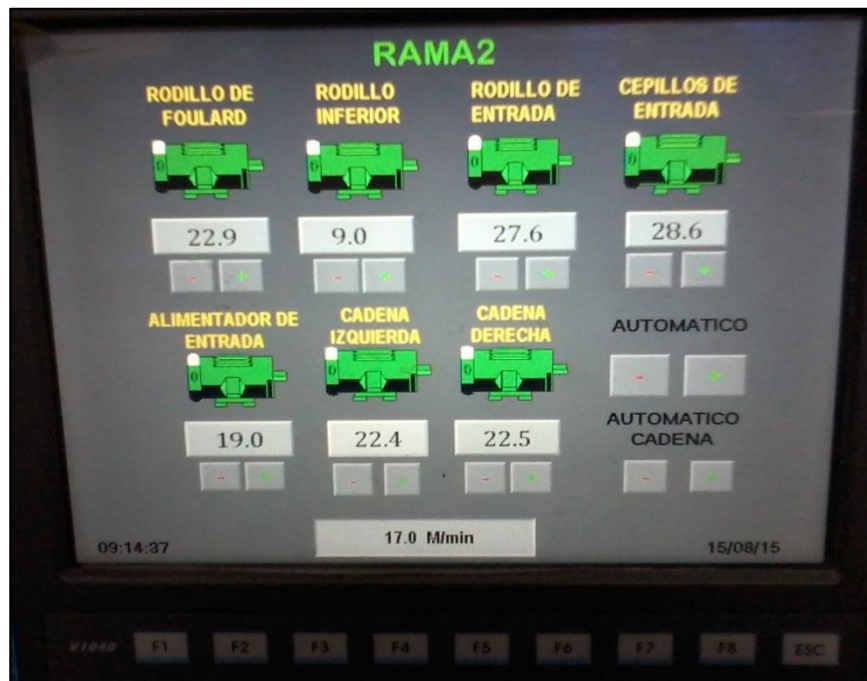 RAMA2
RODILLO DE
FOULARD
RODILLO
INFERIOR
RODILLO DE
ENTRADA
CEPILLOS DE
ENTRADA
22.9
9.0
27.6
28.6
- +
- +
- +
- +
ALIMENTADOR DE
ENTRADA
CADENA
IZQUIERDA
CADENA
DERECHA
AUTOMATICO
- +
19.0
22.4
22.5
AUTOMATICO
CADENA
- +
- +
- +
- +
17.0 M/min
09:14:37
15/08/15
V1040
F1
F2
F3
F4
F5
F6
F7
F8
ESC